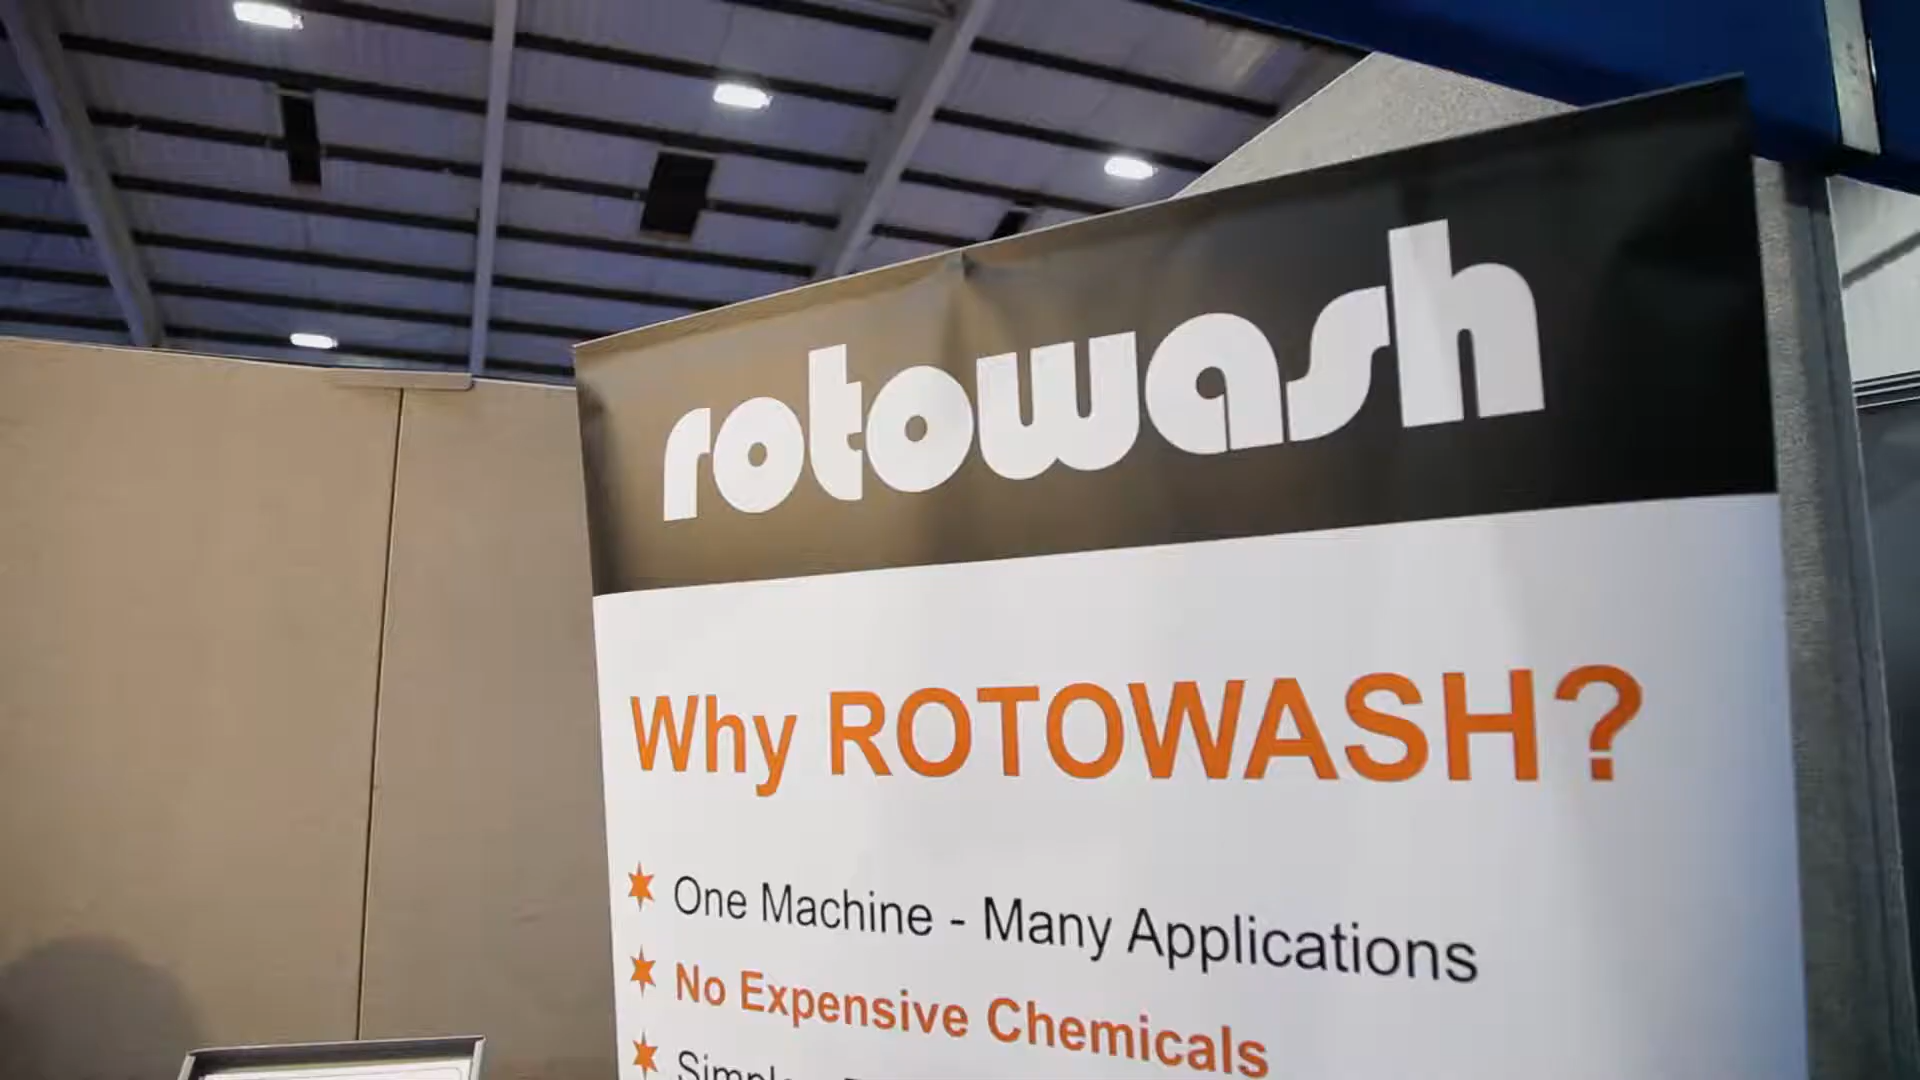 rotowash
Why ROTOWASH?
One Machine - Many Applications
No Expensive Chemicals